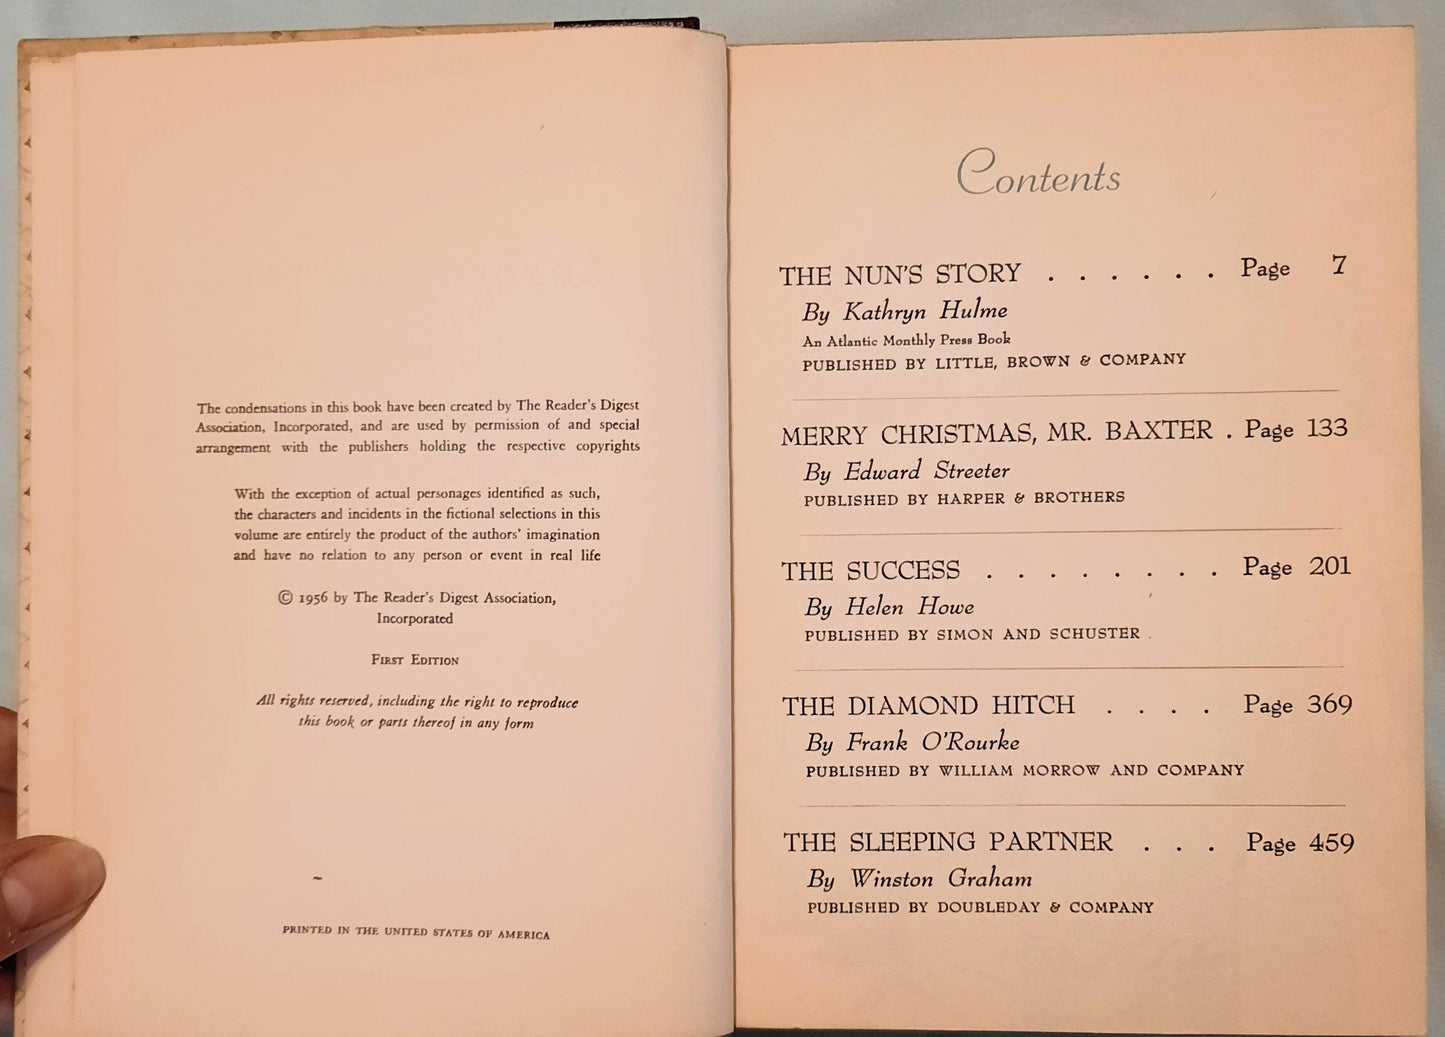 The condensations in this book have been created by The Reader's Digest
Association, Incorporated, and are used by permission of and special
arrangement with the publishers holding the respective copyrights
With the exception of actual personages identified as such,
the characters and incidents in the fictional selections in this
volume are entirely the product of the authors' imagination
and have no relation to any person or event in real life
© 1956 by The Reader's Digest Association,
Incorporated
First Edition
All rights reserved, including the right to reproduce
this book or parts thereof in any form
PRINTED IN THE UNITED STATES OF AMERICA
Contents
THE NUN'S STORY . . . . . . Page 7
By Kathryn Hulme
An Atlantic Monthly Press Book
PUBLISHED BY LITTLE, BROWN & COMPANY
MERRY CHRISTMAS, MR. BAXTER . Page 133
By Edward Streeter
PUBLISHED BY HARPER & BROTHERS
THE SUCCESS . . . . . . . . Page 201
By Helen Howe
PUBLISHED BY SIMON AND SCHUSTER
THE DIAMOND HITCH . . . . Page 369
By Frank O'Rourke
PUBLISHED BY WILLIAM MORROW AND COMPANY
THE SLEEPING PARTNER . . . Page 459
By Winston Graham
PUBLISHED BY DOUBLEDAY & COMPANY